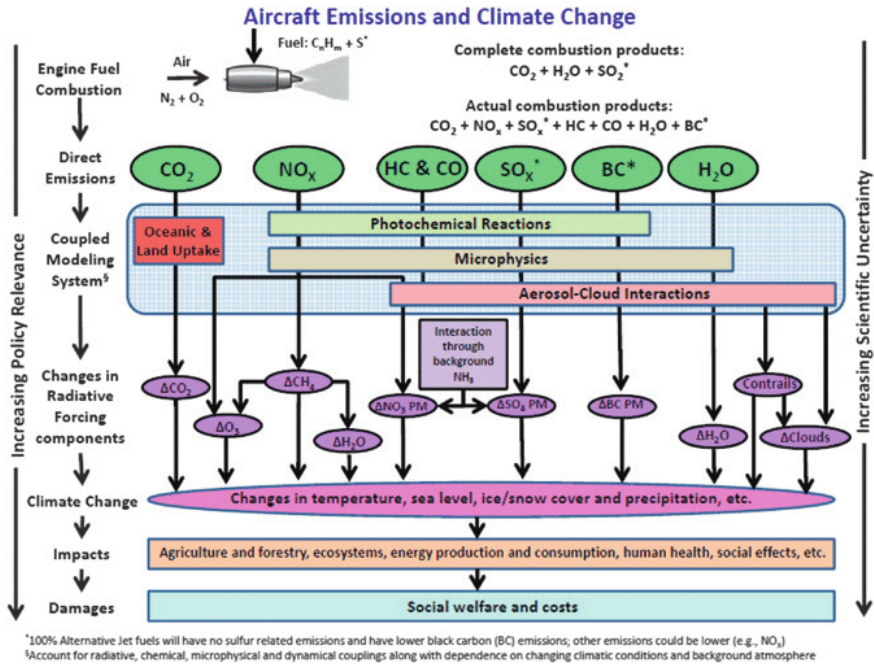 Aircraft Emissions and Climate Change
Engine Fuel
Combustion
Air
N2 + O2
Fuel: CnHm + S*
Complete combustion products:
CO2 + H2O + SO2*
Actual combustion products:
CO2 + NOx + SOx* + HC + CO + H2O + BC*
Direct
Emissions
CO2
NOX
HC & CO
SOX*
BC*
H2O
Coupled
Modeling
System§
Oceanic &
Land Uptake
Photochemical Reactions
Microphysics
Aerosol-Cloud Interactions
Interaction
through
background
NH3
Changes in
Radiative
Forcing
components
ΔCO2
ΔCH4
ΔO3
ΔH2O
ΔNO3 PM
ΔSO4 PM
ΔBC PM
ΔH2O
Contrails
ΔClouds
Climate Change
Changes in temperature, sea level, ice/snow cover and precipitation, etc.
Impacts
Agriculture and forestry, ecosystems, energy production and consumption, human health, social effects, etc.
Damages
Social welfare and costs
Increasing Policy Relevance
Increasing Scientific Uncertainty
*100% Alternative Jet fuels will have no sulfur related emissions and have lower black carbon (BC) emissions; other emissions could be lower (e.g., NOX)
§Account for radiative, chemical, microphysical and dynamical couplings along with dependence on changing climatic conditions and background atmosphere